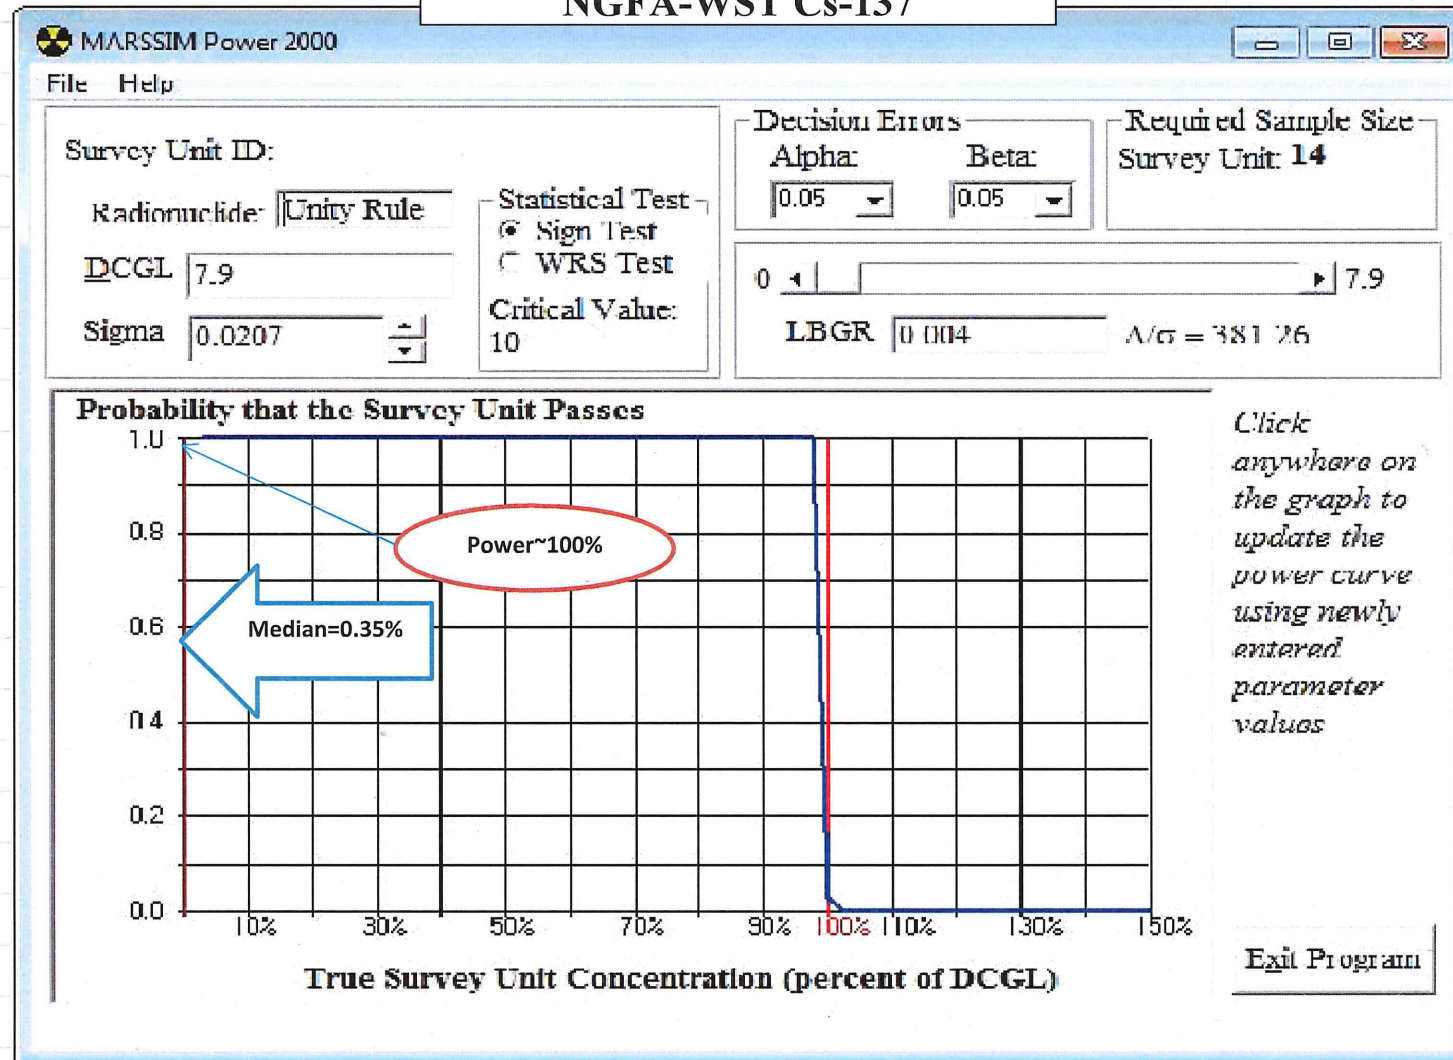 NGFA-WST Cs-137
MARSSIM Power 2000
File Help
Survey Unit ID:
Radionuclide: Unity Rule
DCGL 7.9
Sigma 0.0207
Statistical Test
Sign Test
WRS Test
Critical Value:
10
Decision Errors
Alpha: Beta:
0.05 0.05
Required Sample Size
Survey Unit: 14
0 7.9
LBGR 0.004 Δ/σ = 381.26
Probability that the Survey Unit Passes
1.0
0.8
0.6
0.4
0.2
0.0
Power~100%
Median=0.35%
10% 30% 50% 70% 90% 100% 110% 130% 150%
True Survey Unit Concentration (percent of DCGL)
Click
anywhere on
the graph to
update the
power curve
using newly
entered
parameter
values
Exit Program